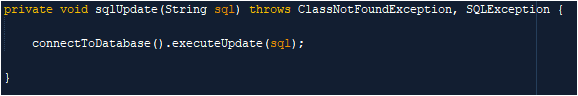 private void sqlUpdate(String sql) throws ClassNotFoundException, SQLException {
connectToDatabase().executeUpdate(sql);
}